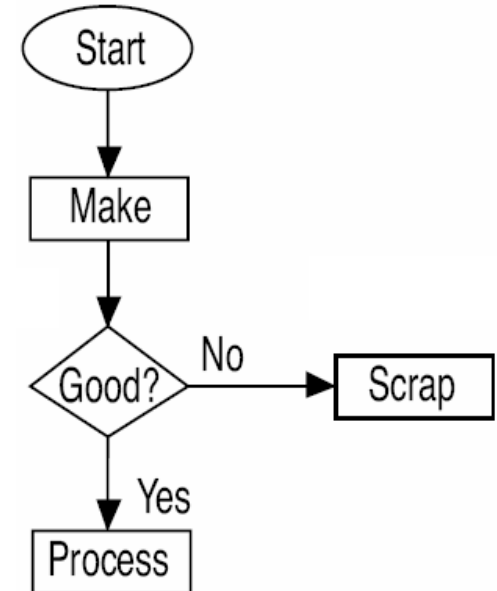 Start
Make
Good?
No
Scrap
Yes
Process